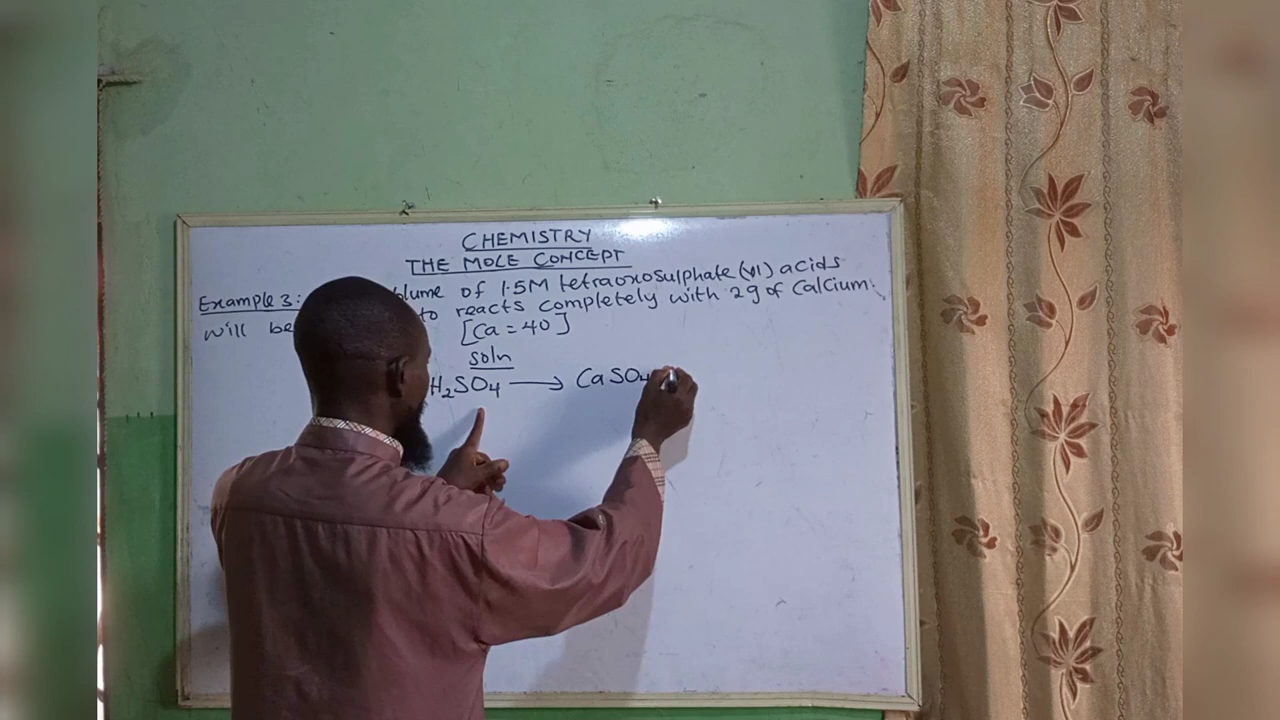 CHEMISTRY
THE MOLE CONCEPT
Example 3: olume of 1.5M tetraoxosulphate (VI) acids
will be to reacts completely with 2g of Calcium.
[Ca = 40]
soln
H₂SO₄ ⟶ CaSO₄